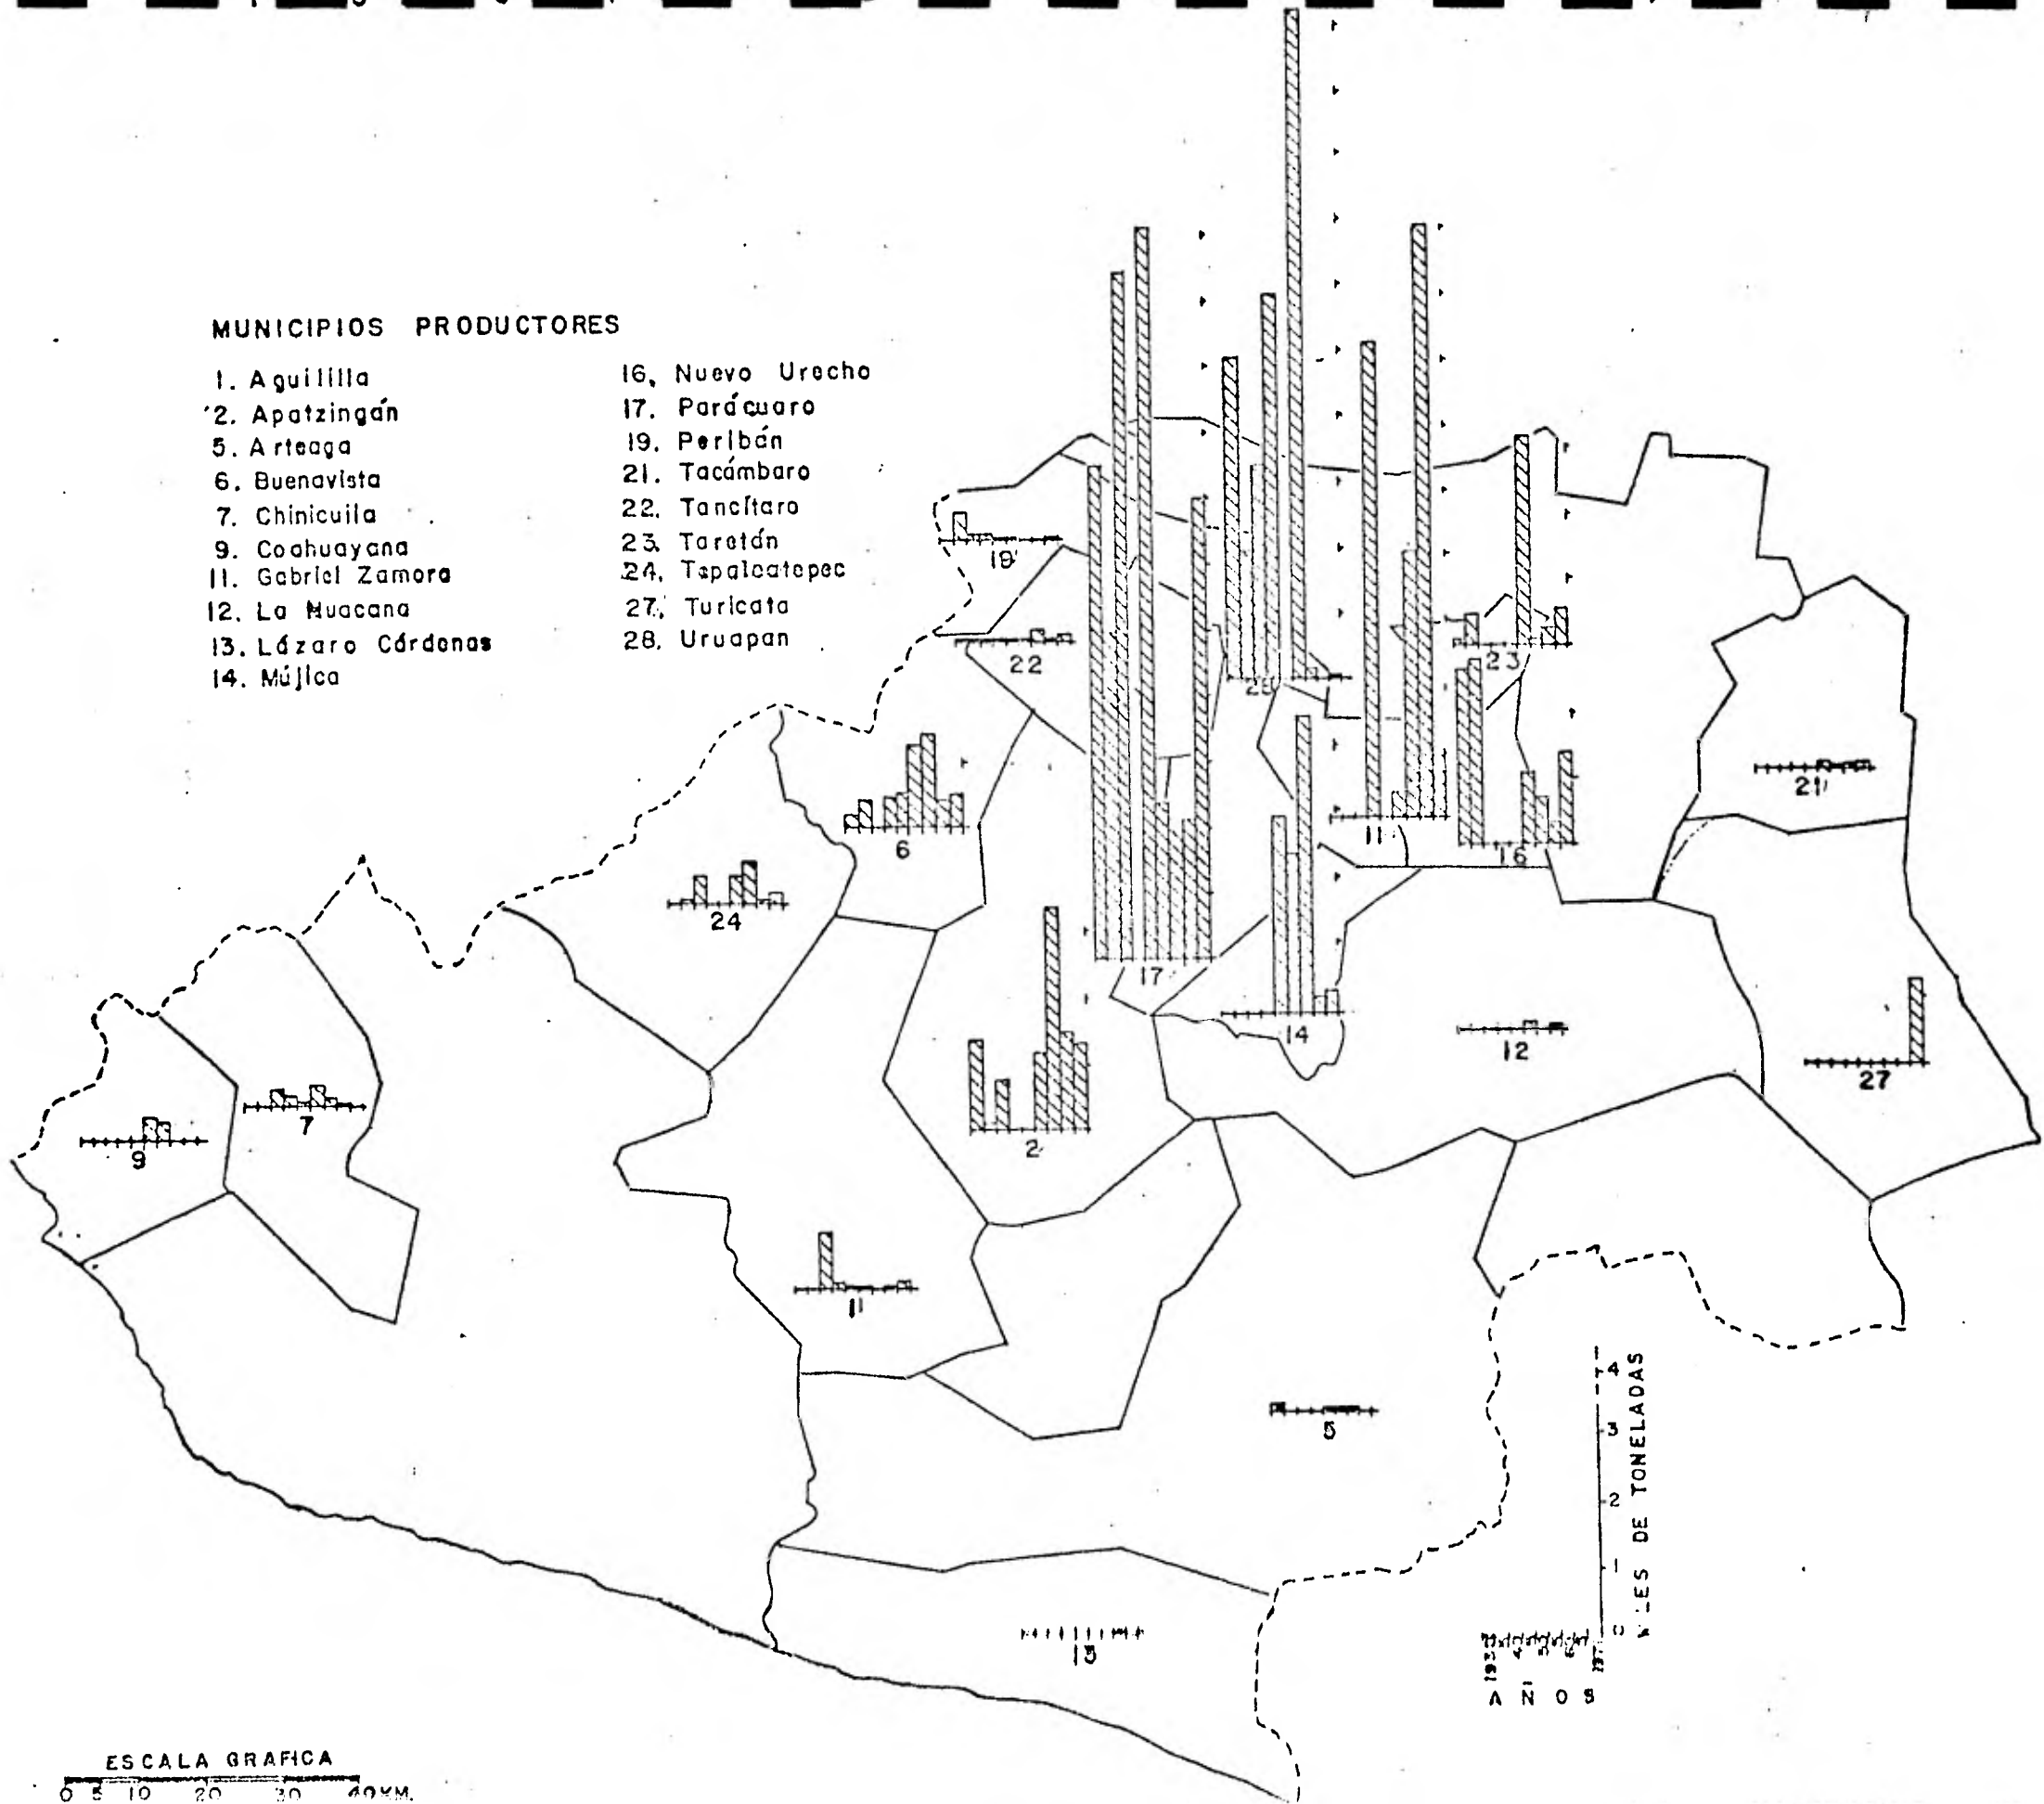 MUNICIPIOS PRODUCTORES
1. Aguililla
2. Apatzingán
5. Arteaga
6. Buenavista
7. Chinicuila
9. Coahuayana
11. Gabriel Zamora
12. La Huacana
13. Lázaro Cárdenas
14. Mújica
16. Nuevo Urecho
17. Parácuaro
19. Peribán
21. Tacámbaro
22. Tancítaro
23. Taretán
24. Tepalcatepec
27. Turicata
28. Uruapan
19
22
28
23
6
11
16
21
24
17
14
12
27
9
7
2
1
5
13
4
3
2
1
0
DE TONELADAS
AÑOS
ESCALA GRAFICA
0 5 10 20 30 40 KM.